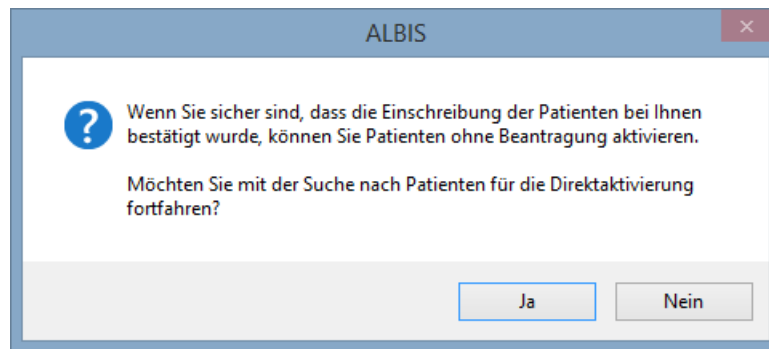 ALBIS
Wenn Sie sicher sind, dass die Einschreibung der Patienten bei Ihnen
bestätigt wurde, können Sie Patienten ohne Beantragung aktivieren.
Möchten Sie mit der Suche nach Patienten für die Direktaktivierung
fortfahren?
Ja
Nein